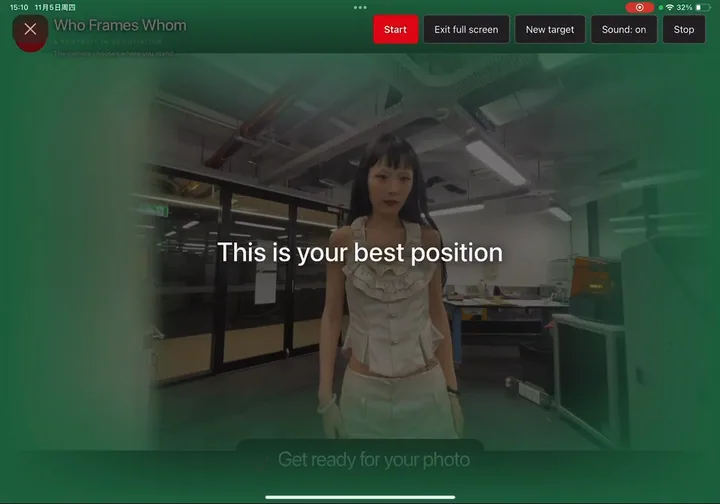 15:10 11月5日周四
32%
Who Frames Whom
Start
Exit full screen
New target
Sound: on
Stop
This is your best position
Get ready for your photo